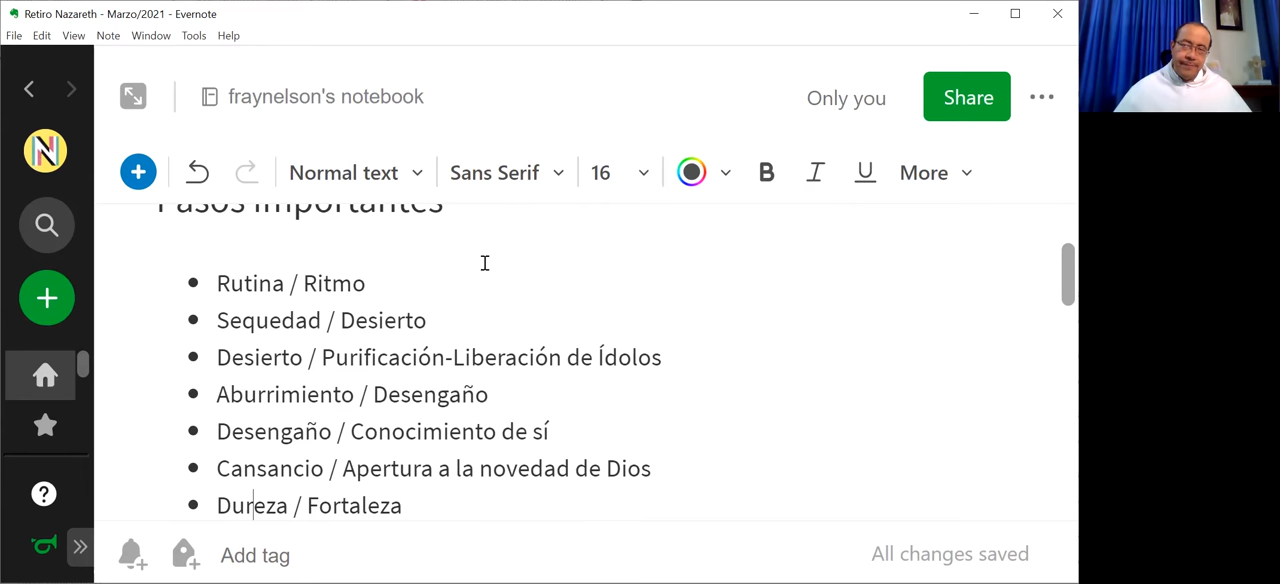 Retiro Nazareth - Marzo/2021 - Evernote
File Edit View Note Window Tools Help
fraynelson's notebook
Only you
Share
Normal text
Sans Serif
16
B I U
More
Pasos Importantes
Rutina / Ritmo
Sequedad / Desierto
Desierto / Purificación-Liberación de Ídolos
Aburrimiento / Desengaño
Desengaño / Conocimiento de sí
Cansancio / Apertura a la novedad de Dios
Dureza / Fortaleza
Add tag
All changes saved